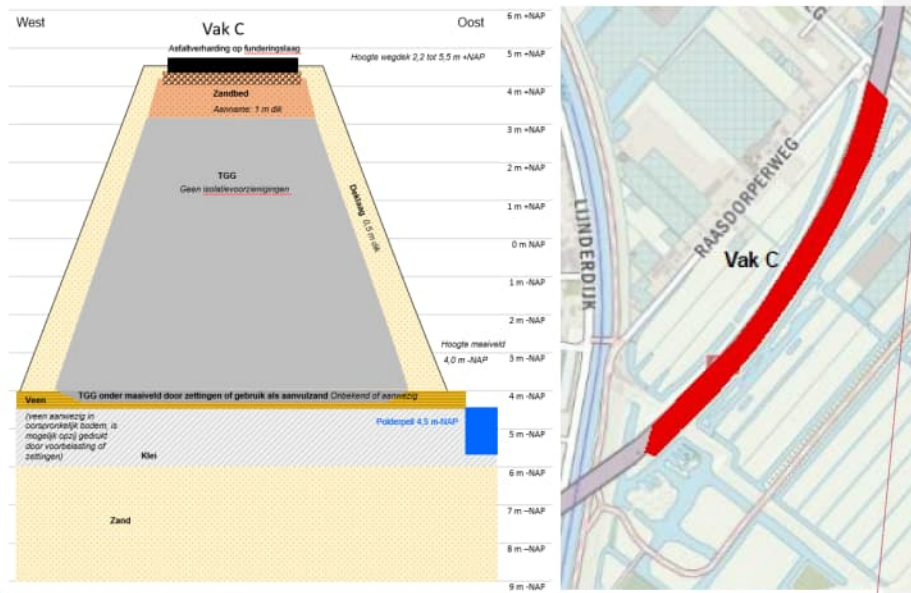 West
Oost
Vak C
Asfaltverharding op funderingslaag
Hoogte wegdek 2,2 tot 5,5 m +NAP
Zandbed
Aanname: 1 m dik
TGG
Geen isolatievoorzienigingen
Deklaag 0,5 m dik
Hoogte maaiveld
4,0 m -NAP
TGG onder maaiveld door zettingen of gebruik als aanvulzand Onbekend of aanwezig
Veen
(veen aanwezig in
oorspronkelijk bodem, is
mogelijk opzij gedrukt
door voorbelasting of
zettingen)
Polderpeil 4,5 m-NAP
Klei
Zand
6 m +NAP
5 m +NAP
4 m +NAP
3 m +NAP
2 m +NAP
1 m +NAP
0 m NAP
1 m -NAP
2 m -NAP
3 m -NAP
4 m -NAP
5 m -NAP
6 m -NAP
7 m –NAP
8 m –NAP
9 m -NAP
RAASDORPERWEG
LIJNDERDIJK
Vak C